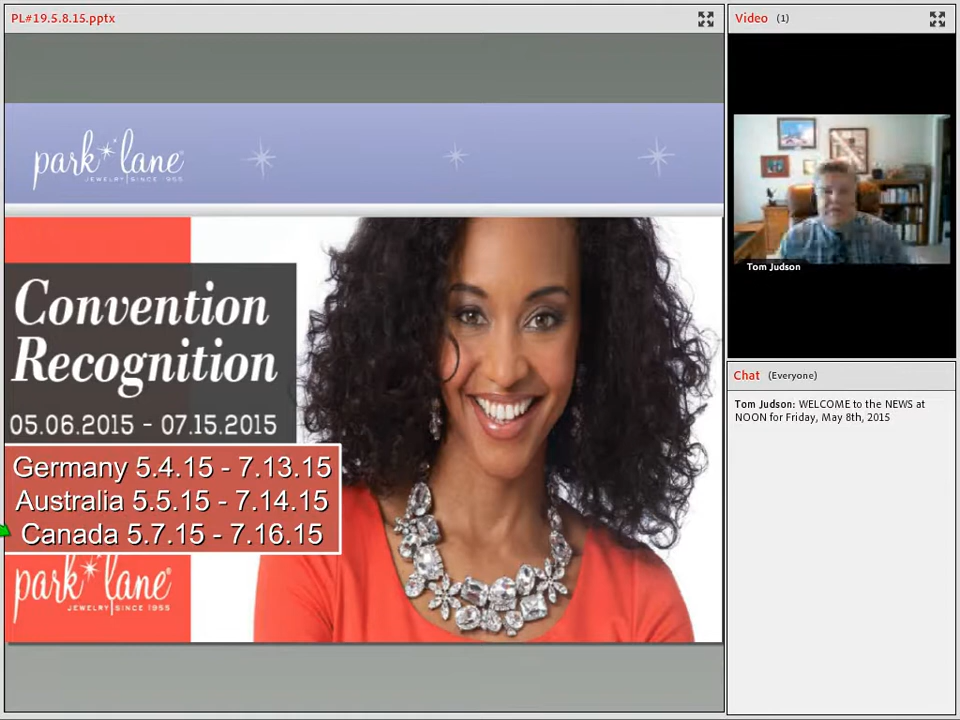 PL#19.5.8.15.pptx
park lane
JEWELRY | SINCE 1955
Convention
Recognition
05.06.2015 - 07.15.2015
Germany 5.4.15 - 7.13.15
Australia 5.5.15 - 7.14.15
Canada 5.7.15 - 7.16.15
park lane
JEWELRY | SINCE 1955
Video (1)
Tom Judson
Chat (Everyone)
Tom Judson: WELCOME to the NEWS at
NOON for Friday, May 8th, 2015